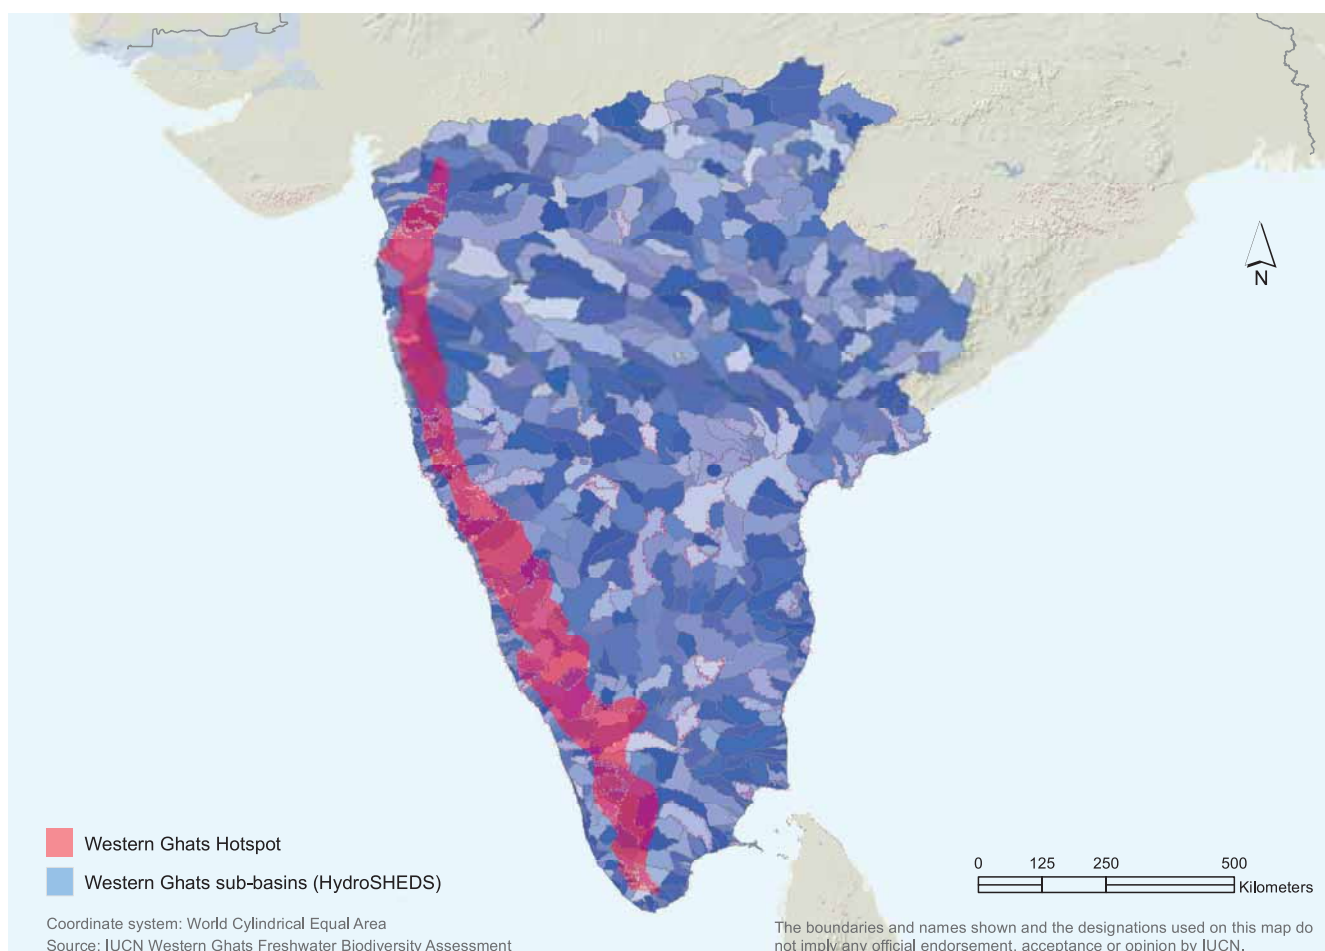 N
Western Ghats Hotspot
Western Ghats sub-basins (HydroSHEDS)
0 125 250 500
Kilometers
Coordinate system: World Cylindrical Equal Area
Source: IUCN Western Ghats Freshwater Biodiversity Assessment
The boundaries and names shown and the designations used on this map do
not imply any official endorsement, acceptance or opinion by IUCN.